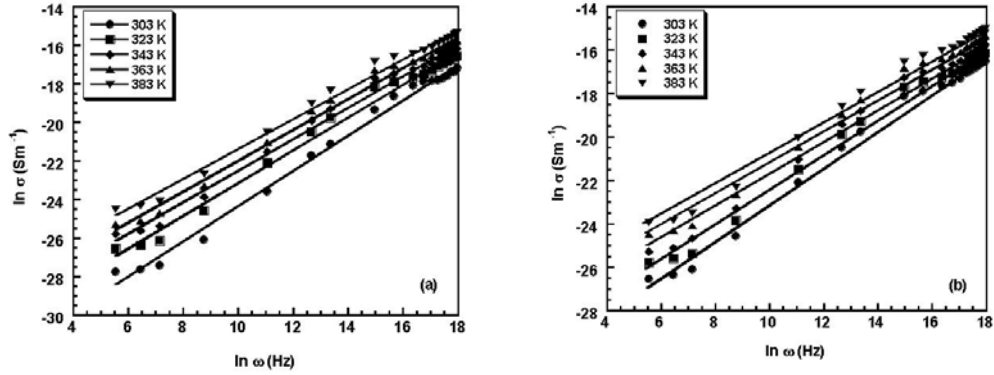 -14
-16
-18
-20
-22
-24
-26
-28
-30
ln σ (Sm⁻¹)
303 K
323 K
343 K
363 K
383 K
(a)
4 6 8 10 12 14 16 18
ln ω (Hz)
-14
-16
-18
-20
-22
-24
-26
-28
ln σ (Sm⁻¹)
303 K
323 K
343 K
363 K
383 K
(b)
4 6 8 10 12 14 16 18
ln ω (Hz)